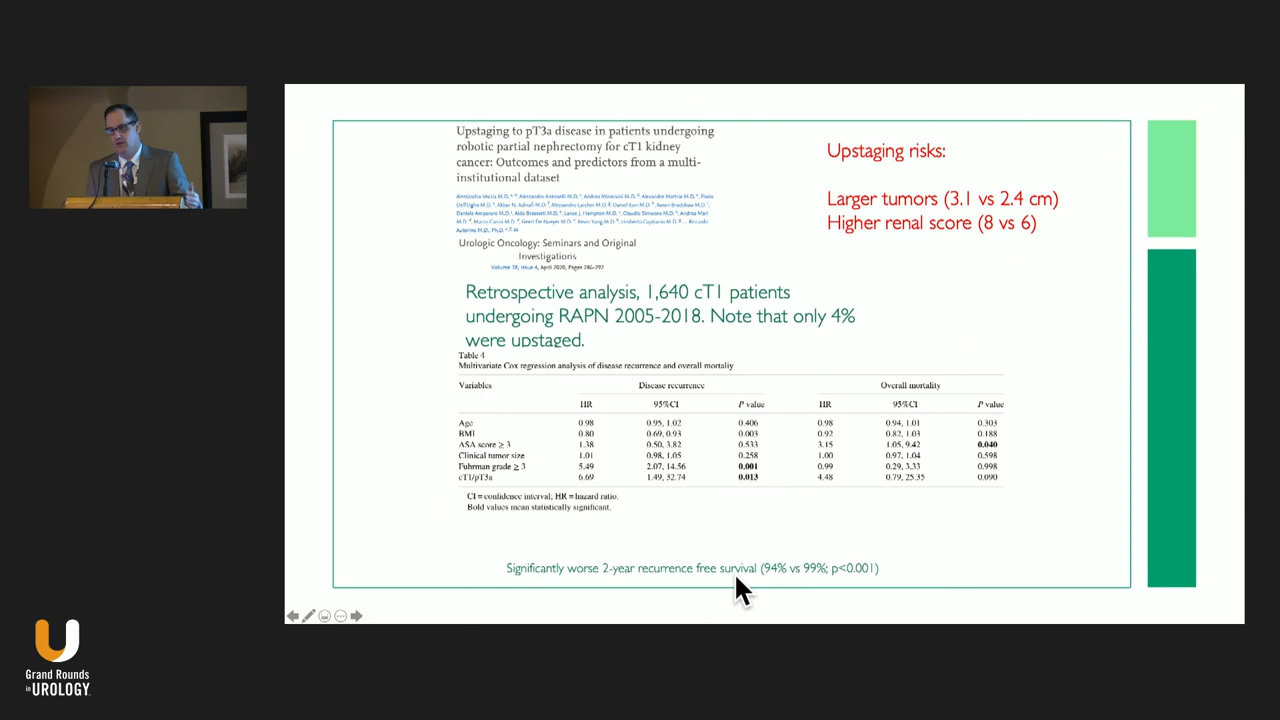 Upstaging to pT3a disease in patients undergoing
robotic partial nephrectomy for cT1 kidney
cancer: Outcomes and predictors from a multi-
institutional dataset
Urologic Oncology: Seminars and Original
Investigations
Volume 38, Issue 4, April 2020, Pages 286-292
Upstaging risks:
Larger tumors (3.1 vs 2.4 cm)
Higher renal score (8 vs 6)
Retrospective analysis, 1,640 cT1 patients
undergoing RAPN 2005-2018. Note that only 4%
were upstaged.
Table 4
Multivariate Cox regression analysis of disease recurrence and overall mortality
Variables Disease recurrence Overall mortality
HR 95%CI P value HR 95%CI P value
Age 0.98 0.95, 1.02 0.406 0.98 0.94, 1.01 0.303
BMI 0.80 0.69, 0.93 0.003 0.92 0.82, 1.03 0.188
ASA score ≥ 3 1.38 0.50, 3.82 0.533 3.15 1.05, 9.42 0.040
Clinical tumor size 1.01 0.98, 1.05 0.258 1.00 0.97, 1.04 0.598
Fuhrman grade ≥ 3 5.49 2.07, 14.56 0.001 0.99 0.29, 3.33 0.998
cT1/pT3a 6.69 1.49, 32.74 0.013 4.48 0.79, 25.35 0.090
CI = confidence interval; HR = hazard ratio.
Bold values mean statistically significant.
Significantly worse 2-year recurrence free survival (94% vs 99%; p<0.001)
Grand Rounds
in UROLOGY